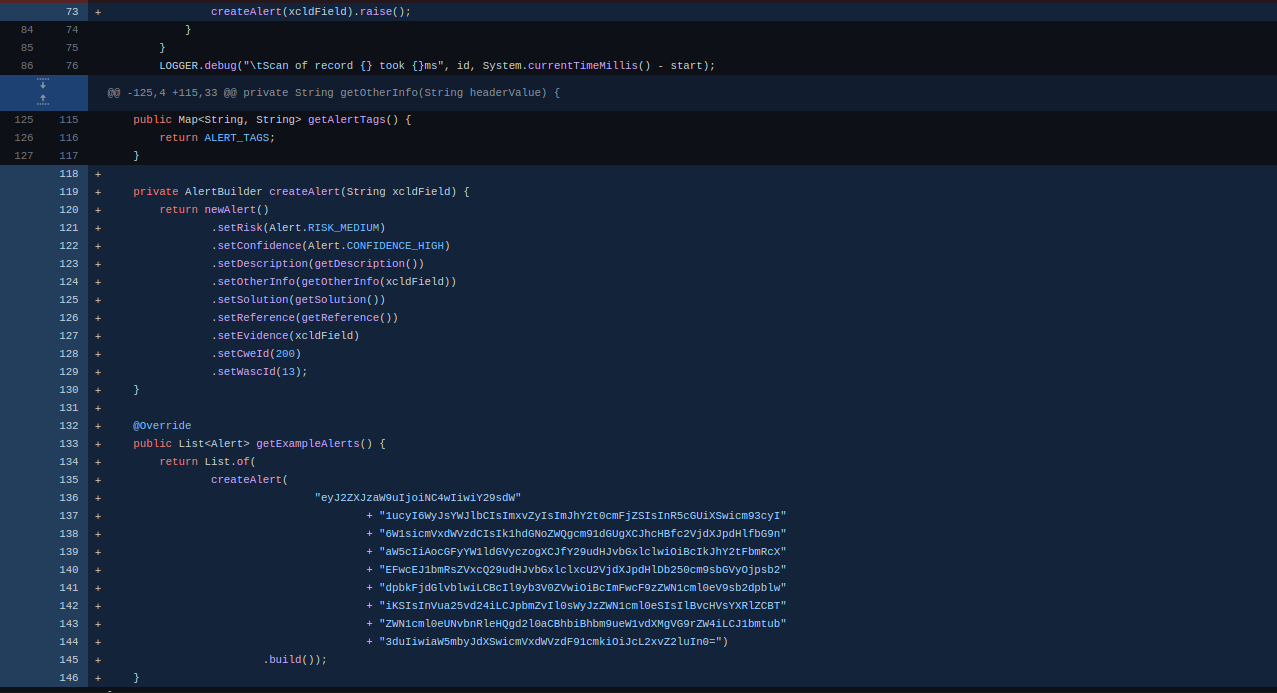 73 + createAlert(xcldField).raise();
84 74 }
85 75 }
86 76 LOGGER.debug("\tScan of record {} took {}ms", id, System.currentTimeMillis() - start);
@@ -125,4 +115,33 @@ private String getOtherInfo(String headerValue) {
125 115 public Map<String, String> getAlertTags() {
126 116 return ALERT_TAGS;
127 117 }
118 +
119 + private AlertBuilder createAlert(String xcldField) {
120 + return newAlert()
121 + .setRisk(Alert.RISK_MEDIUM)
122 + .setConfidence(Alert.CONFIDENCE_HIGH)
123 + .setDescription(getDescription())
124 + .setOtherInfo(getOtherInfo(xcldField))
125 + .setSolution(getSolution())
126 + .setReference(getReference())
127 + .setEvidence(xcldField)
128 + .setCweId(200)
129 + .setWascId(13);
130 + }
131 +
132 + @Override
133 + public List<Alert> getExampleAlerts() {
134 + return List.of(
135 + createAlert(
136 + "eyJ2ZXJzaW9uIjoiNC4wIiwiY29sdW"
137 + + "1ucyI6WyJsYWJlbCIsImxvZyIsImJhY2t0cmFjZSIsInR5cGUiXSwicm93cyI"
138 + + "6W1sicmVxdWVzdCIsIk1hdGNoZWQgcm91dGUgXCJhcHBfc2VjdXJpdHlfbG9n"
139 + + "aW5cIiAocGFyYW1ldGVyczogXCJfY29udHJvbGxlclwiOiBcIkJhY2tFbmRcX"
140 + + "EFwcEJ1bmRsZVxcQ29udHJvbGxlclxcU2VjdXJpdHlDb250cm9sbGVyOjpsb2"
141 + + "dpbkFjdGlvblwiLCBcIl9yb3V0ZVwiOiBcImFwcF9zZWN1cml0eV9sb2dpblw"
142 + + "iKSIsInVua25vd24iLCJpbmZvIl0sWyJzZWN1cml0eSIsIlBvcHVsYXRlZCBT"
143 + + "ZWN1cml0eUNvbnRleHQgd2l0aCBhbiBhbm9ueW1vdXMgVG9rZW4iLCJ1bmtub"
144 + + "3duIiwiaW5mbyJdXSwicmVxdWVzdF91cmkiOiJcL2xvZ2luIn0=")
145 + .build());
146 + }